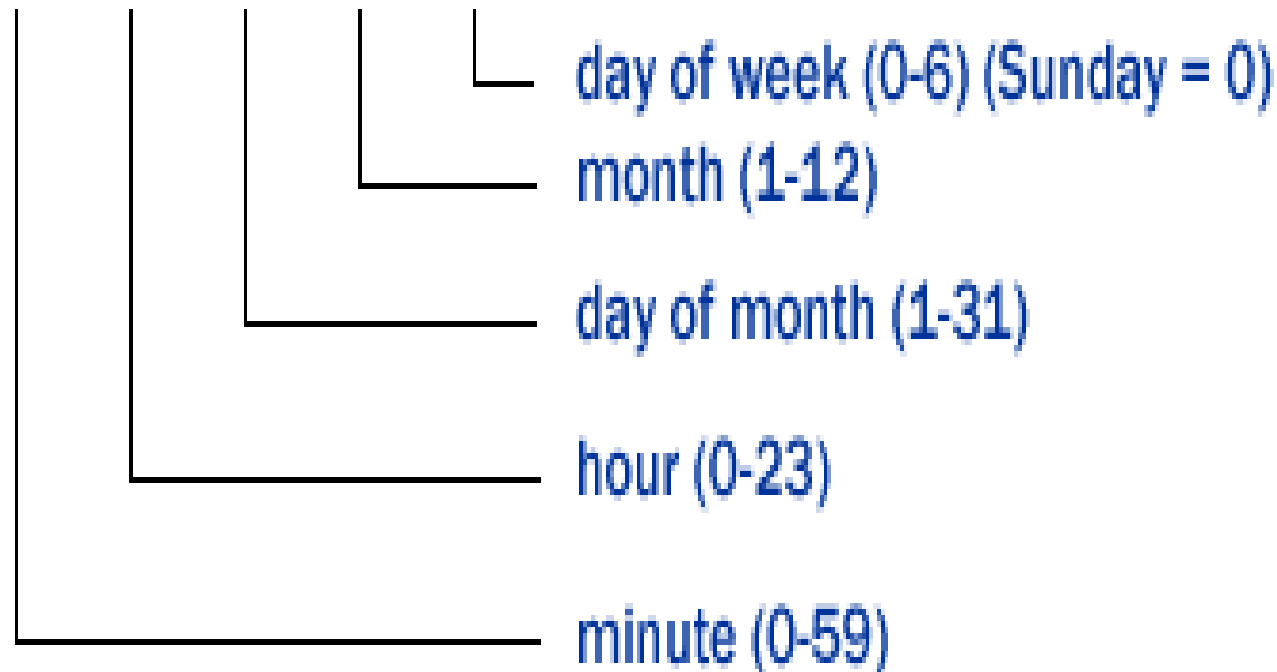 day of week (0-6) (Sunday = 0)
month (1-12)
day of month (1-31)
hour (0-23)
minute (0-59)